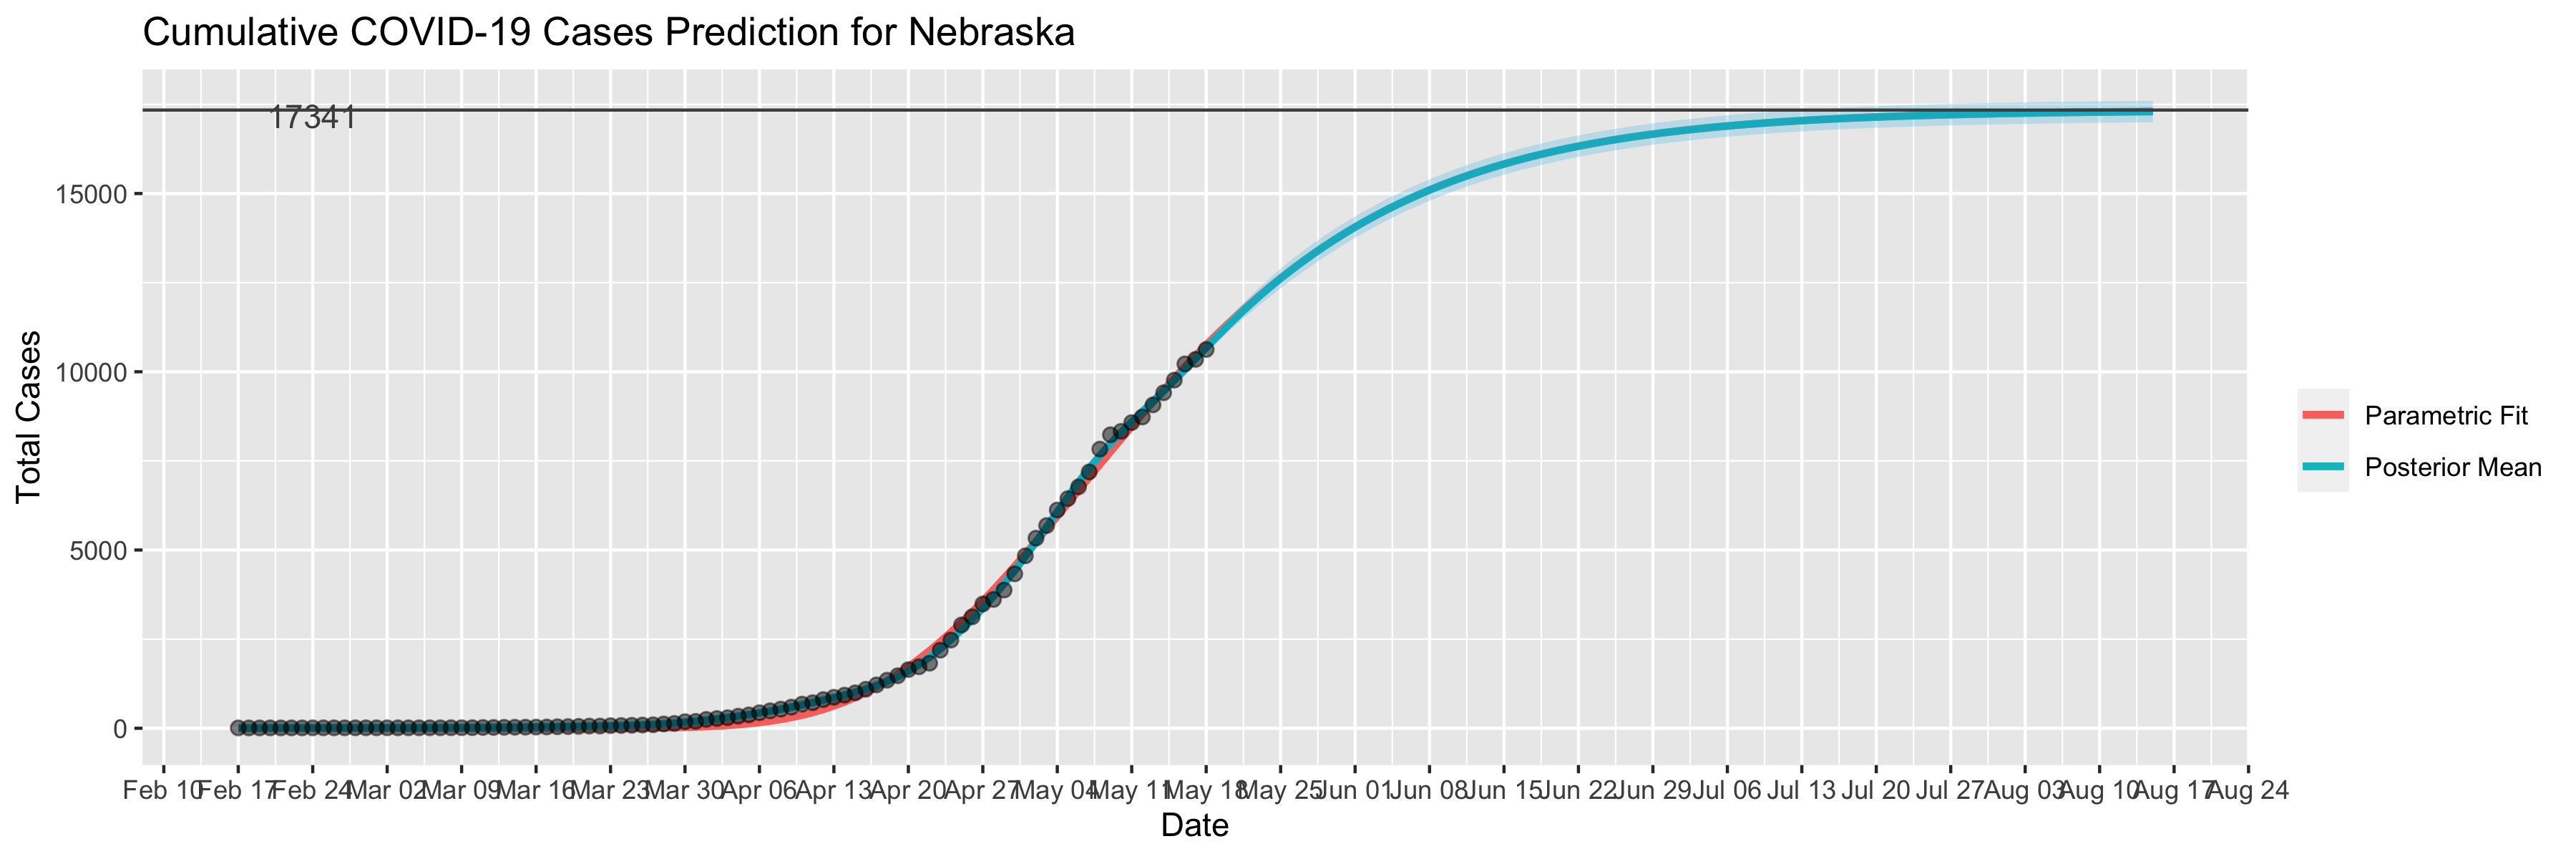 Cumulative COVID-19 Cases Prediction for Nebraska
17341
15000
10000
5000
0
Total Cases
Parametric Fit
Posterior Mean
Feb 10 Feb 17 Feb 24 Mar 02 Mar 09 Mar 16 Mar 23 Mar 30 Apr 06 Apr 13 Apr 20 Apr 27 May 04 May 11 May 18 May 25 Jun 01 Jun 08 Jun 15 Jun 22 Jun 29 Jul 06 Jul 13 Jul 20 Jul 27 Aug 03 Aug 10 Aug 17 Aug 24
Date